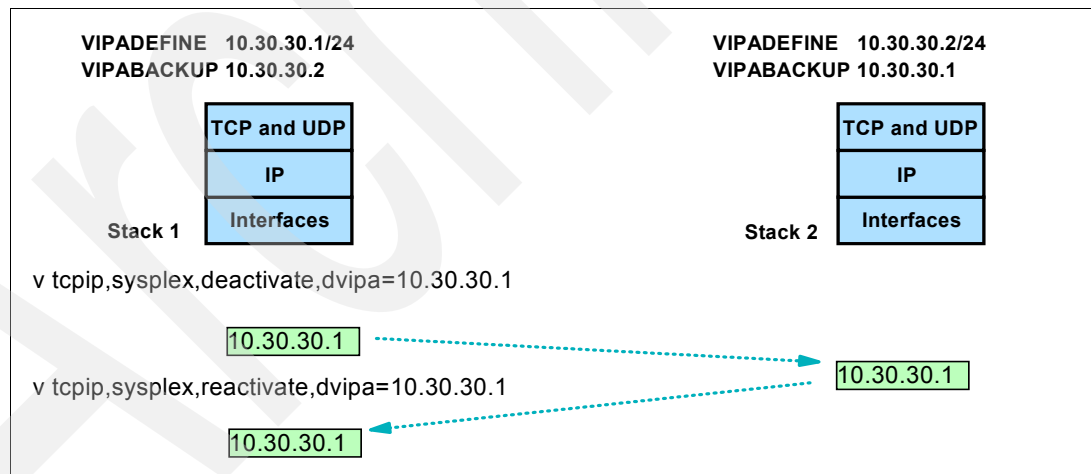 VIPADEFINE 10.30.30.1/24
VIPABACKUP 10.30.30.2
VIPADEFINE 10.30.30.2/24
VIPABACKUP 10.30.30.1
TCP and UDP
IP
Interfaces
Stack 1
TCP and UDP
IP
Interfaces
Stack 2
v tcpip,sysplex,deactivate,dvipa=10.30.30.1
10.30.30.1
10.30.30.1
v tcpip,sysplex,reactivate,dvipa=10.30.30.1
10.30.30.1